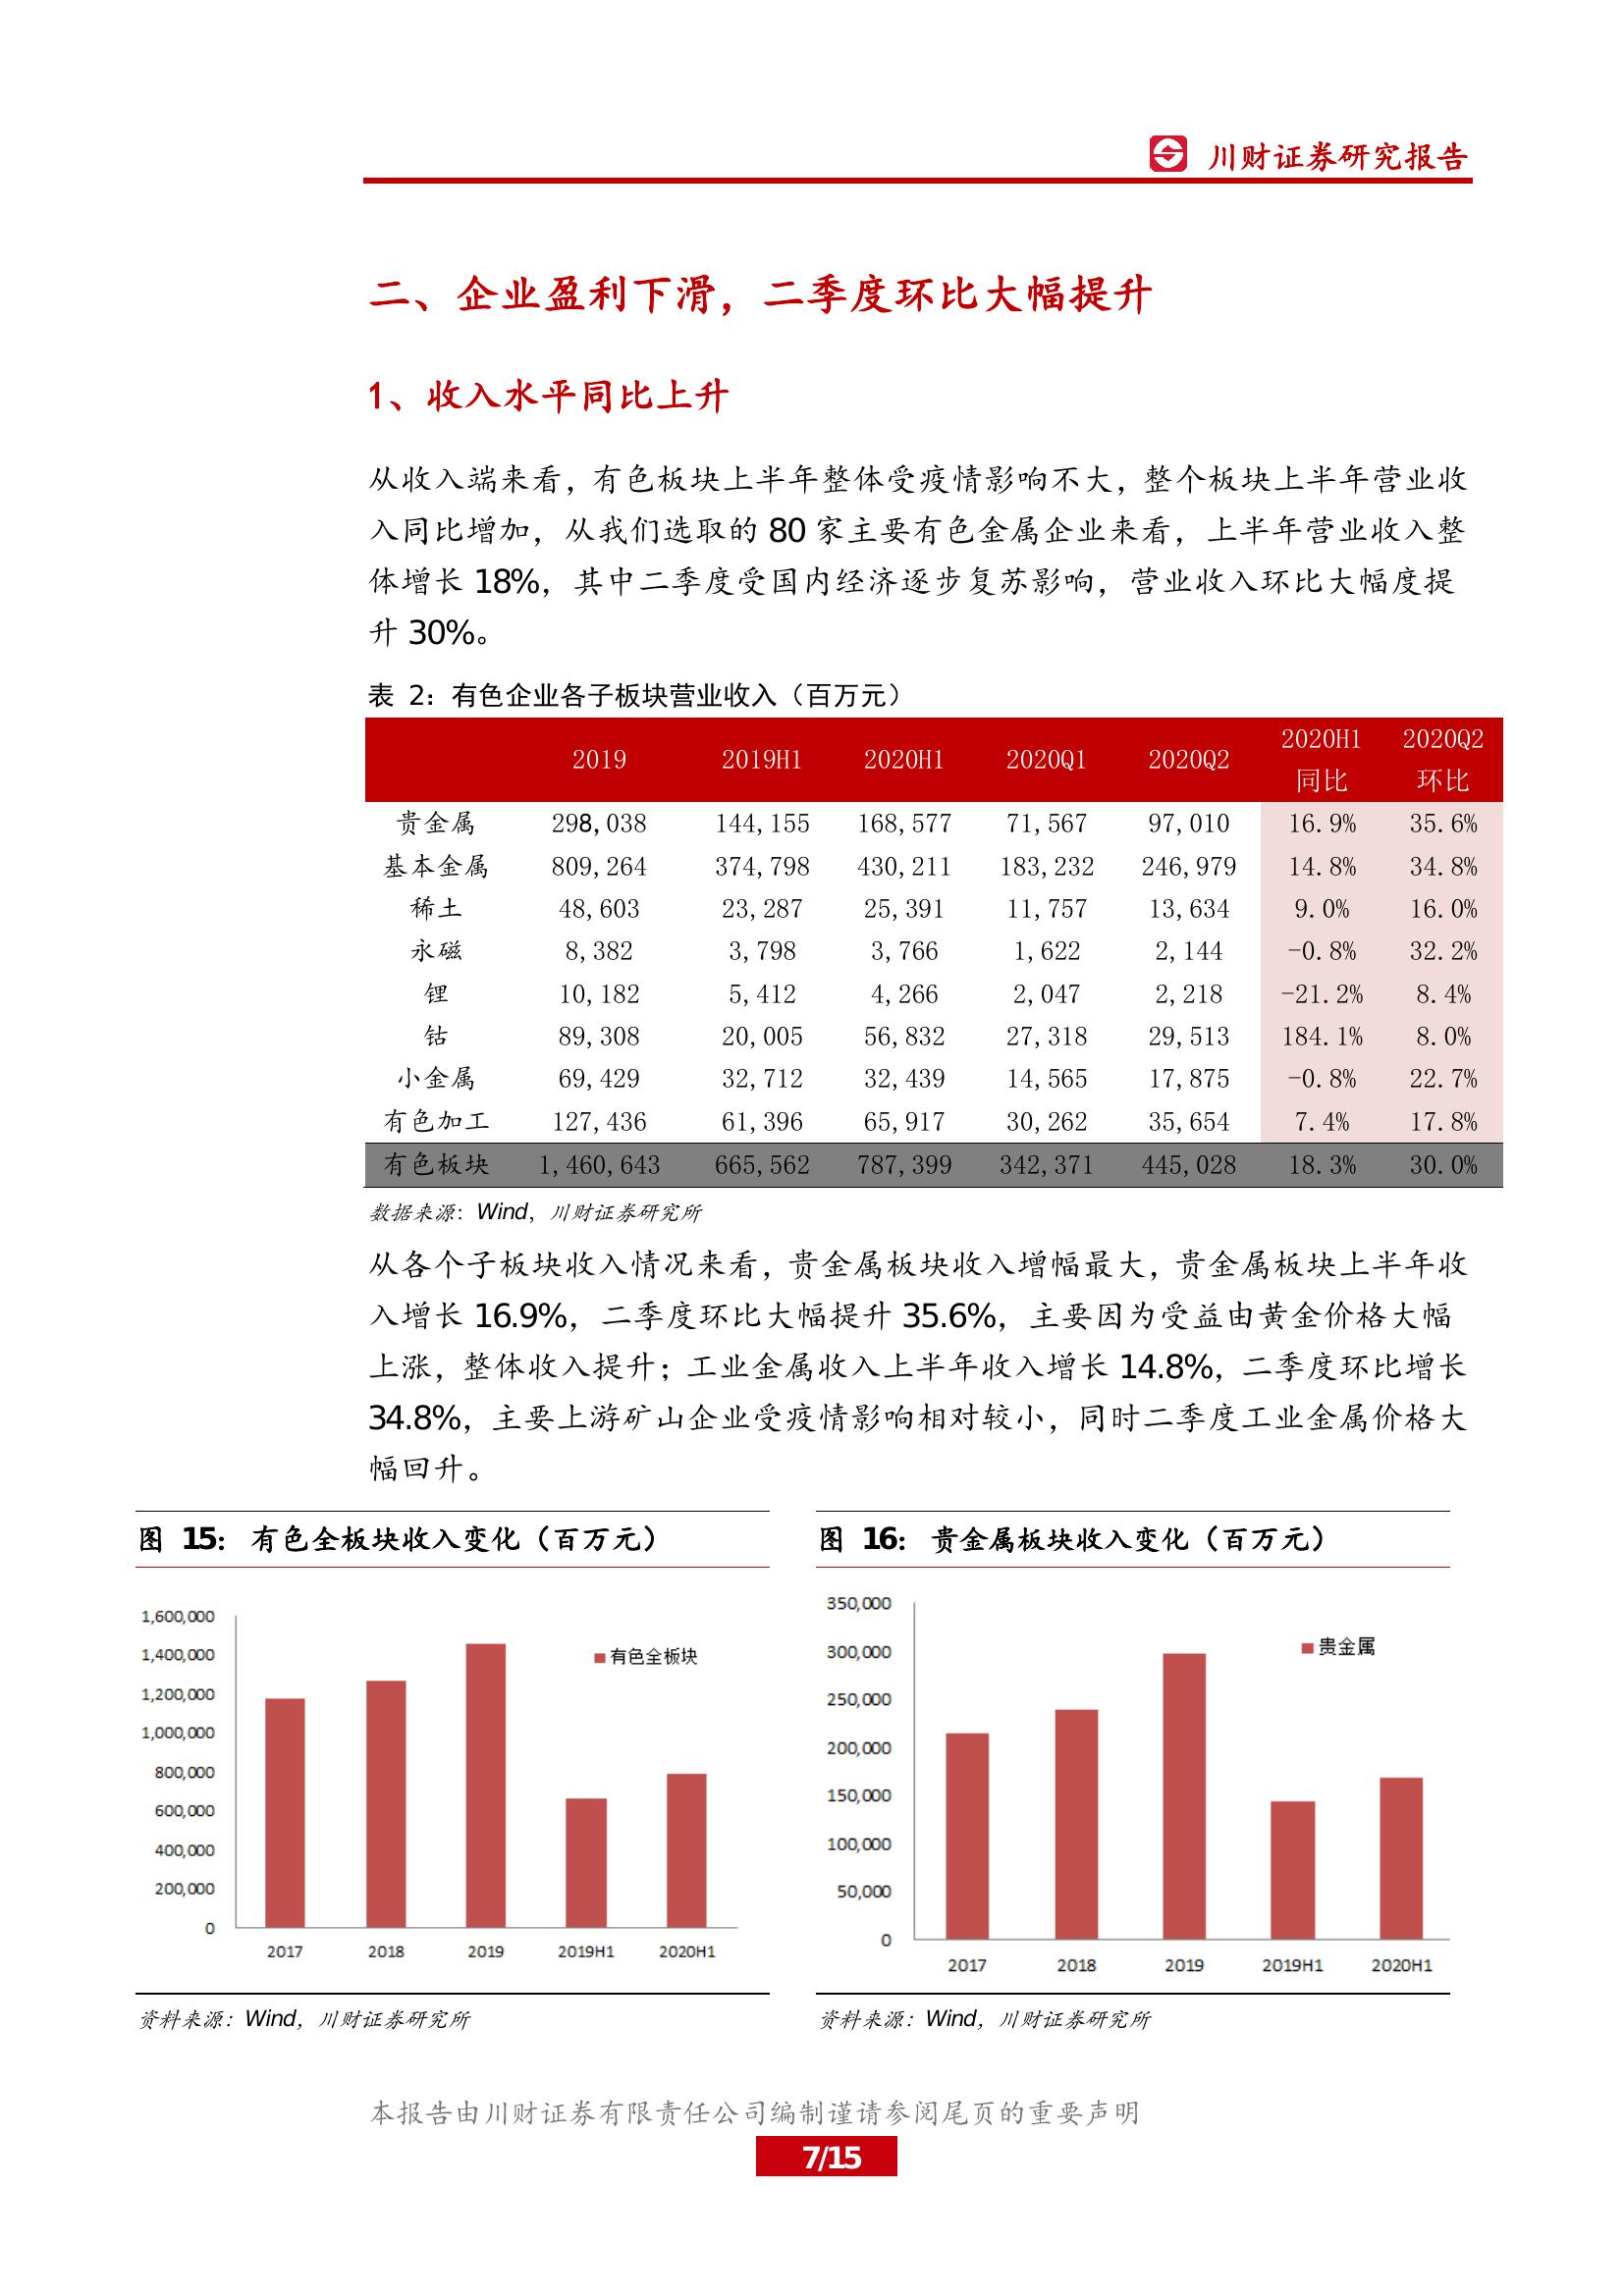 川财证券研究报告
二、企业盈利下滑，二季度环比大幅提升
1、收入水平同比上升
从收入端来看，有色板块上半年整体受疫情影响不大，整个板块上半年营业收
入同比增加，从我们选取的 80 家主要有色金属企业来看，上半年营业收入整
体增长 18%，其中二季度受国内经济逐步复苏影响，营业收入环比大幅度提
升 30%。
表 2：有色企业各子板块营业收入（百万元）
2019 2019H1 2020H1 2020Q1 2020Q2 2020H1 同比 2020Q2 环比
贵金属 298,038 144,155 168,577 71,567 97,010 16.9% 35.6%
基本金属 809,264 374,798 430,211 183,232 246,979 14.8% 34.8%
稀土 48,603 23,287 25,391 11,757 13,634 9.0% 16.0%
永磁 8,382 3,798 3,766 1,622 2,144 -0.8% 32.2%
锂 10,182 5,412 4,266 2,047 2,218 -21.2% 8.4%
钴 89,308 20,005 56,832 27,318 29,513 184.1% 8.0%
小金属 69,429 32,712 32,439 14,565 17,875 -0.8% 22.7%
有色加工 127,436 61,396 65,917 30,262 35,654 7.4% 17.8%
有色板块 1,460,643 665,562 787,399 342,371 445,028 18.3% 30.0%
数据来源：Wind，川财证券研究所
从各个子板块收入情况来看，贵金属板块收入增幅最大，贵金属板块上半年收
入增长 16.9%，二季度环比大幅提升 35.6%，主要因为受益由黄金价格大幅
上涨，整体收入提升；工业金属收入上半年收入增长 14.8%，二季度环比增长
34.8%，主要上游矿山企业受疫情影响相对较小，同时二季度工业金属价格大
幅回升。
图 15： 有色全板块收入变化（百万元）
1,600,000
1,400,000
1,200,000
1,000,000
800,000
600,000
400,000
200,000
0
有色全板块
2017 2018 2019 2019H1 2020H1
资料来源：Wind，川财证券研究所
图 16： 贵金属板块收入变化（百万元）
350,000
300,000
250,000
200,000
150,000
100,000
50,000
0
贵金属
2017 2018 2019 2019H1 2020H1
资料来源：Wind，川财证券研究所
本报告由川财证券有限责任公司编制谨请参阅尾页的重要声明
7/15